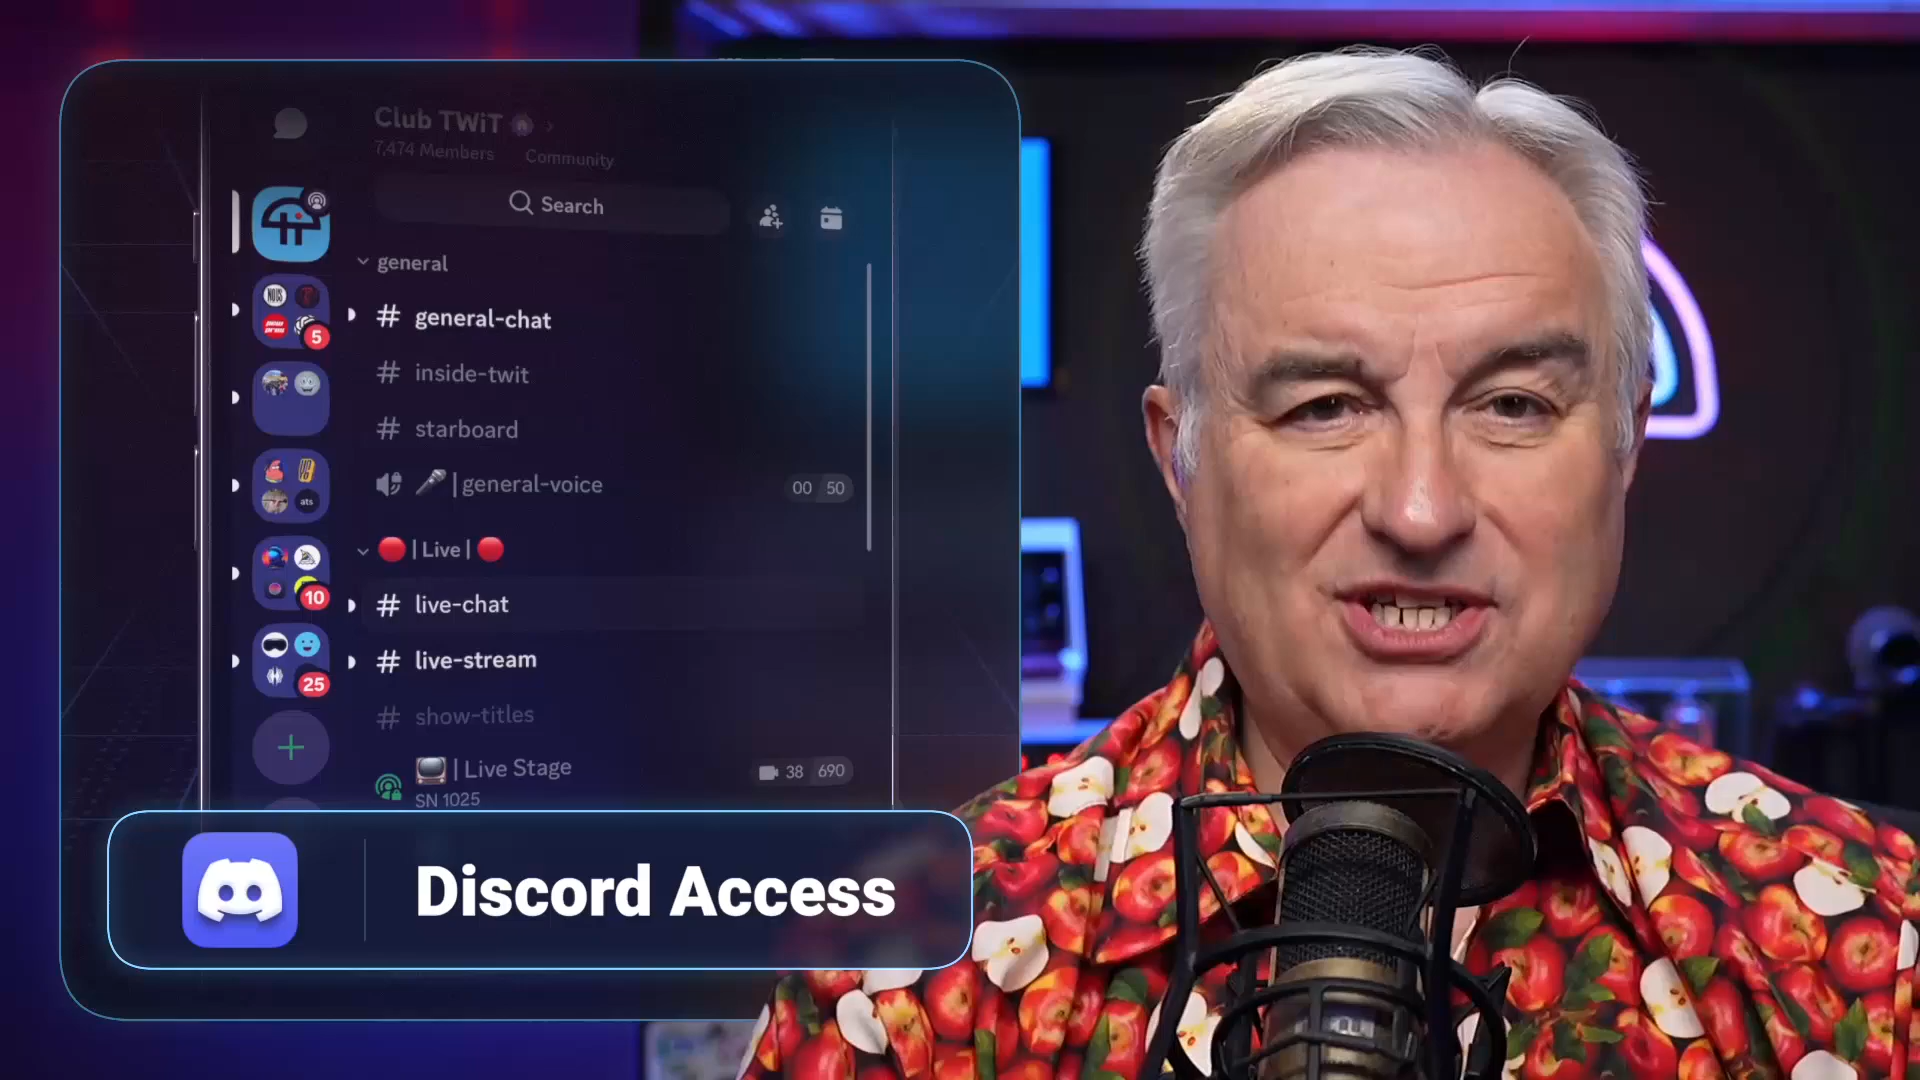 Club TWiT
7,474 Members Community
Search
general
# general-chat
5
# inside-twit
# starboard
| general-voice 00 50
ats
| Live |
# live-chat
10
# live-stream
25
# show-titles
| Live Stage 38 690
SN 1025
Discord Access